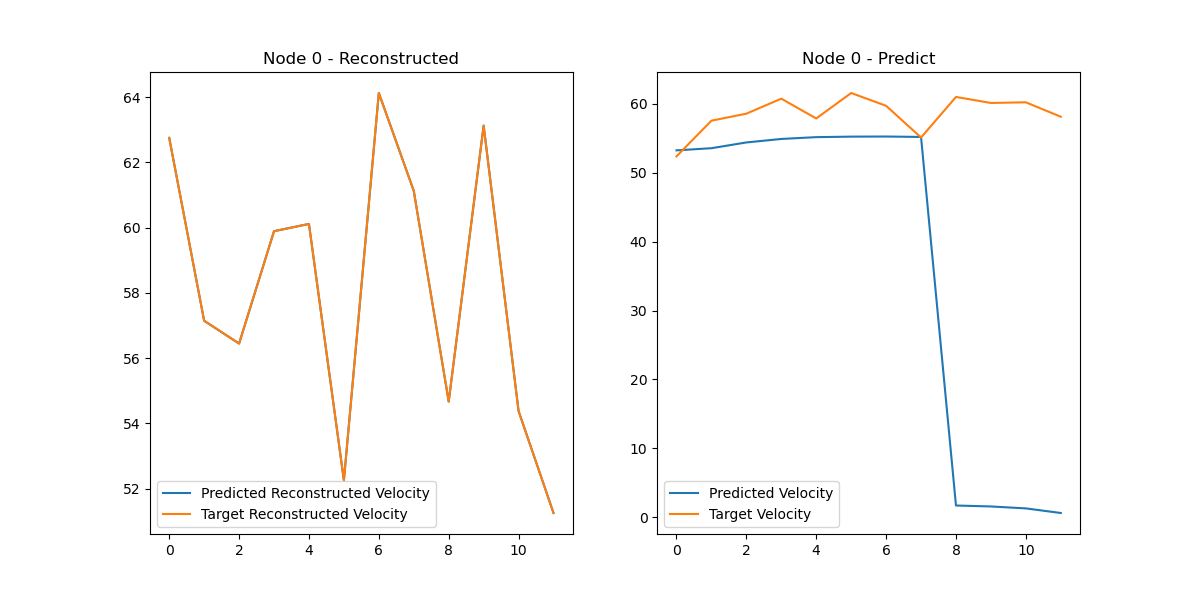 Node 0 - Reconstructed
64
62
60
58
56
54
52
0 2 4 6 8 10
Predicted Reconstructed Velocity
Target Reconstructed Velocity
Node 0 - Predict
60
50
40
30
20
10
0
0 2 4 6 8 10
Predicted Velocity
Target Velocity